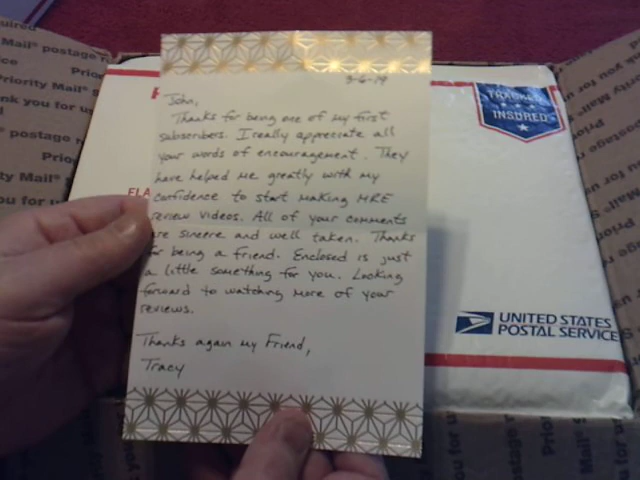 3-6-19
John,
Thanks for being one of my first
subscribers. I really appreciate all
your words of encouragement. They
have helped me greatly with my
confidence to start making MRE
review videos. All of your comments
are sincere and well taken. Thanks
for being a friend. Enclosed is just
a little something for you. Looking
forward to watching more of your
reviews.
Thanks again my Friend,
Tracy
TRACKED
INSURED
UNITED STATES
POSTAL SERVICE
FLA